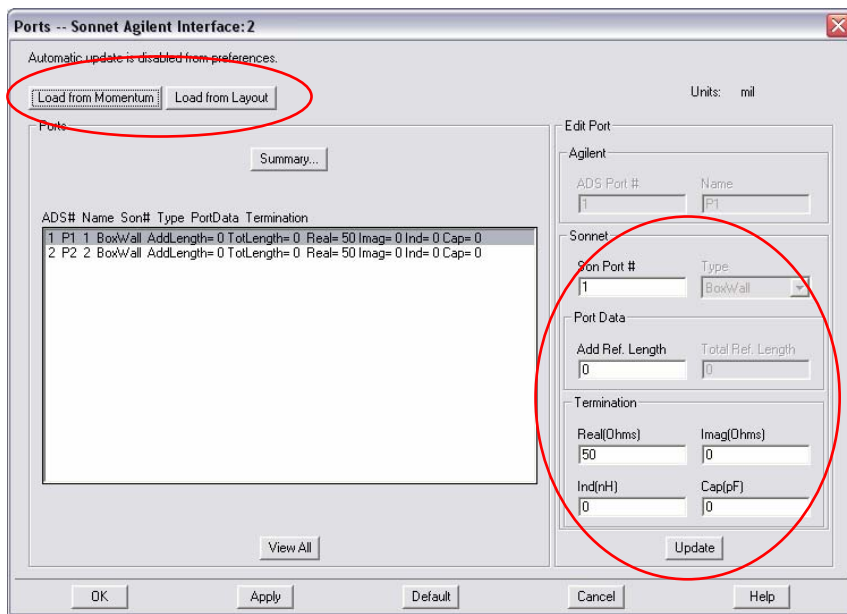 Ports -- Sonnet Agilent Interface:2
Automatic update is disabled from preferences.
Load from Momentum Load from Layout
Units: mil
Ports
Summary...
ADS# Name Son# Type PortData Termination
1 P1 1 BoxWall AddLength= 0 TotLength= 0 Real= 50 Imag= 0 Ind= 0 Cap= 0
2 P2 2 BoxWall AddLength= 0 TotLength= 0 Real= 50 Imag= 0 Ind= 0 Cap= 0
View All
Edit Port
Agilent
ADS Port # Name
1 P1
Sonnet
Son Port # Type
1 BoxWall
Port Data
Add Ref. Length Total Ref. Length
0 0
Termination
Real(Ohms) Imag(Ohms)
50 0
Ind(nH) Cap(pF)
0 0
Update
OK Apply Default Cancel Help